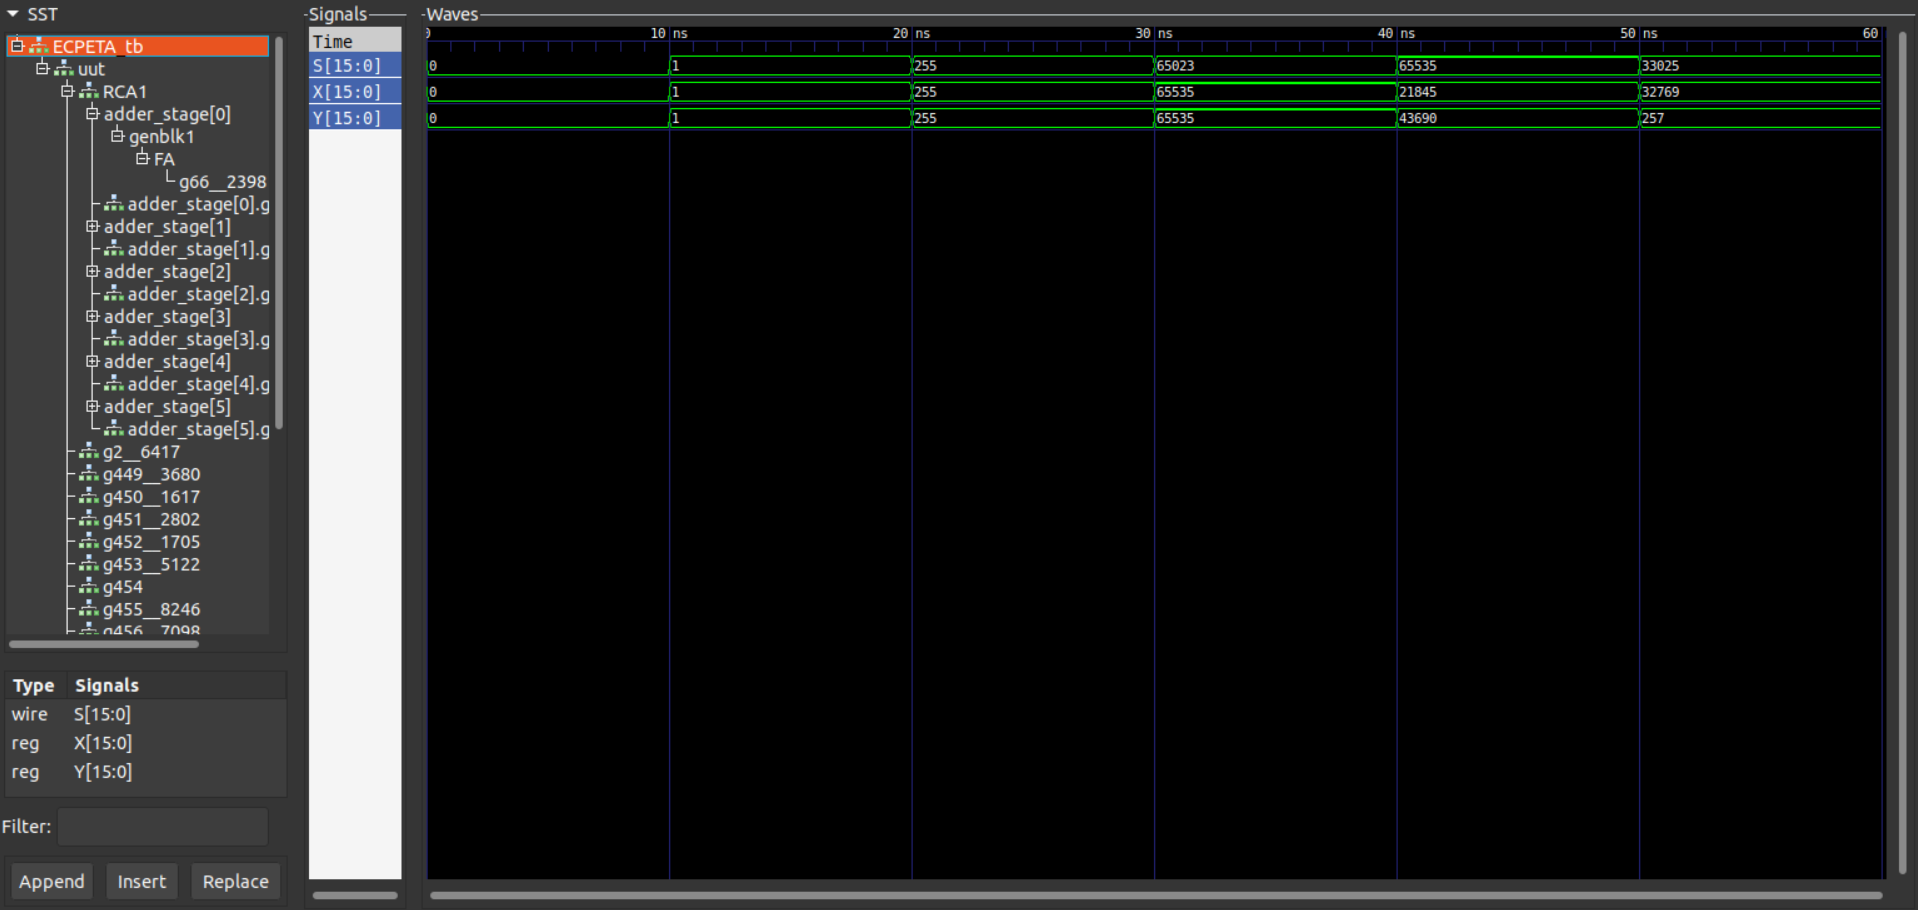 SST
ECPETA_tb
uut
RCA1
adder_stage[0]
genblk1
FA
g66__2398
adder_stage[0].g
adder_stage[1]
adder_stage[1].g
adder_stage[2]
adder_stage[2].g
adder_stage[3]
adder_stage[3].g
adder_stage[4]
adder_stage[4].g
adder_stage[5]
adder_stage[5].g
g2__6417
g449__3680
g450__1617
g451__2802
g452__1705
g453__5122
g454
g455__8246
g456__7098
Type Signals
wire S[15:0]
reg X[15:0]
reg Y[15:0]
Filter:
Append Insert Replace
Signals
Time
S[15:0]
X[15:0]
Y[15:0]
Waves
0 10 ns 20 ns 30 ns 40 ns 50 ns 60
0 1 255 65023 65535 33025
0 1 255 65535 21845 32769
0 1 255 65535 43690 257